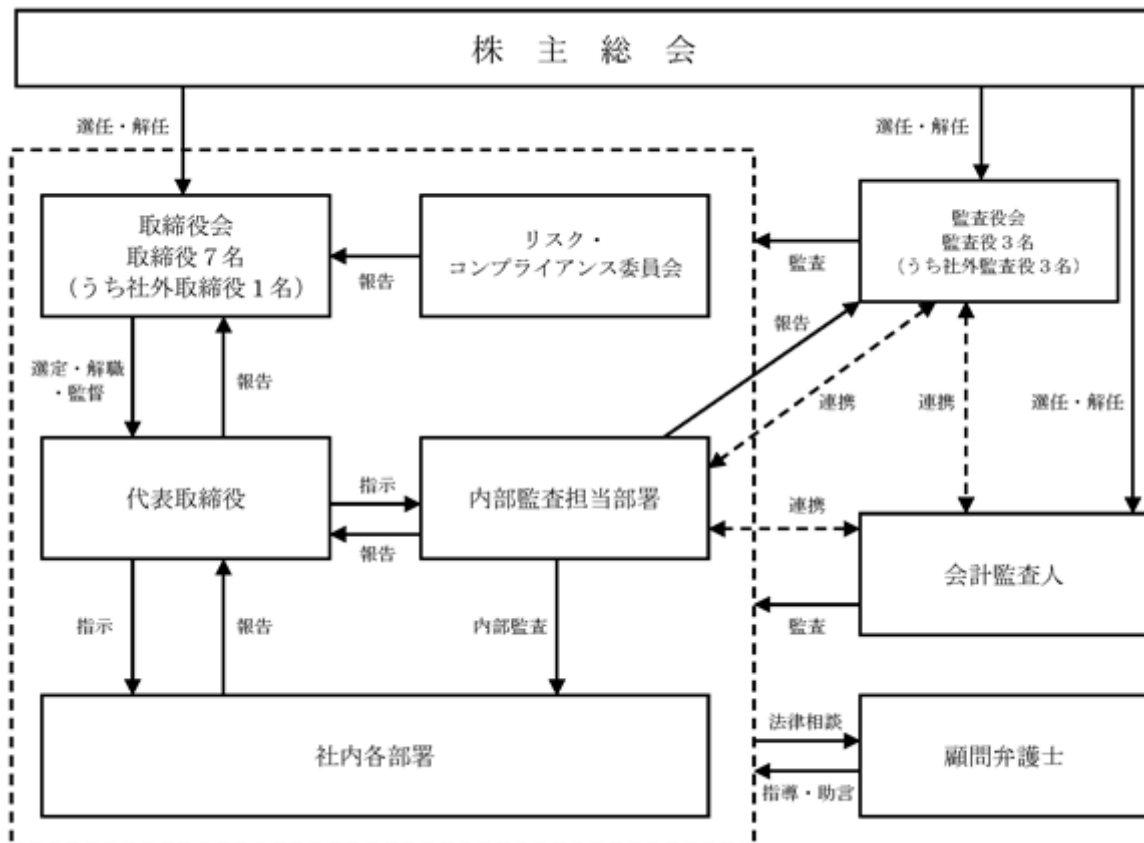 株主総会
選任・解任
選任・解任
取締役会
取締役７名
（うち社外取締役１名）
リスク・
コンプライアンス委員会
報告
監査
監査役会
監査役３名
（うち社外監査役３名）
選定・解職
・監督
報告
報告
連携
連携
選任・解任
代表取締役
指示
報告
内部監査担当部署
連携
会計監査人
指示
報告
内部監査
監査
社内各部署
法律相談
指導・助言
顧問弁護士